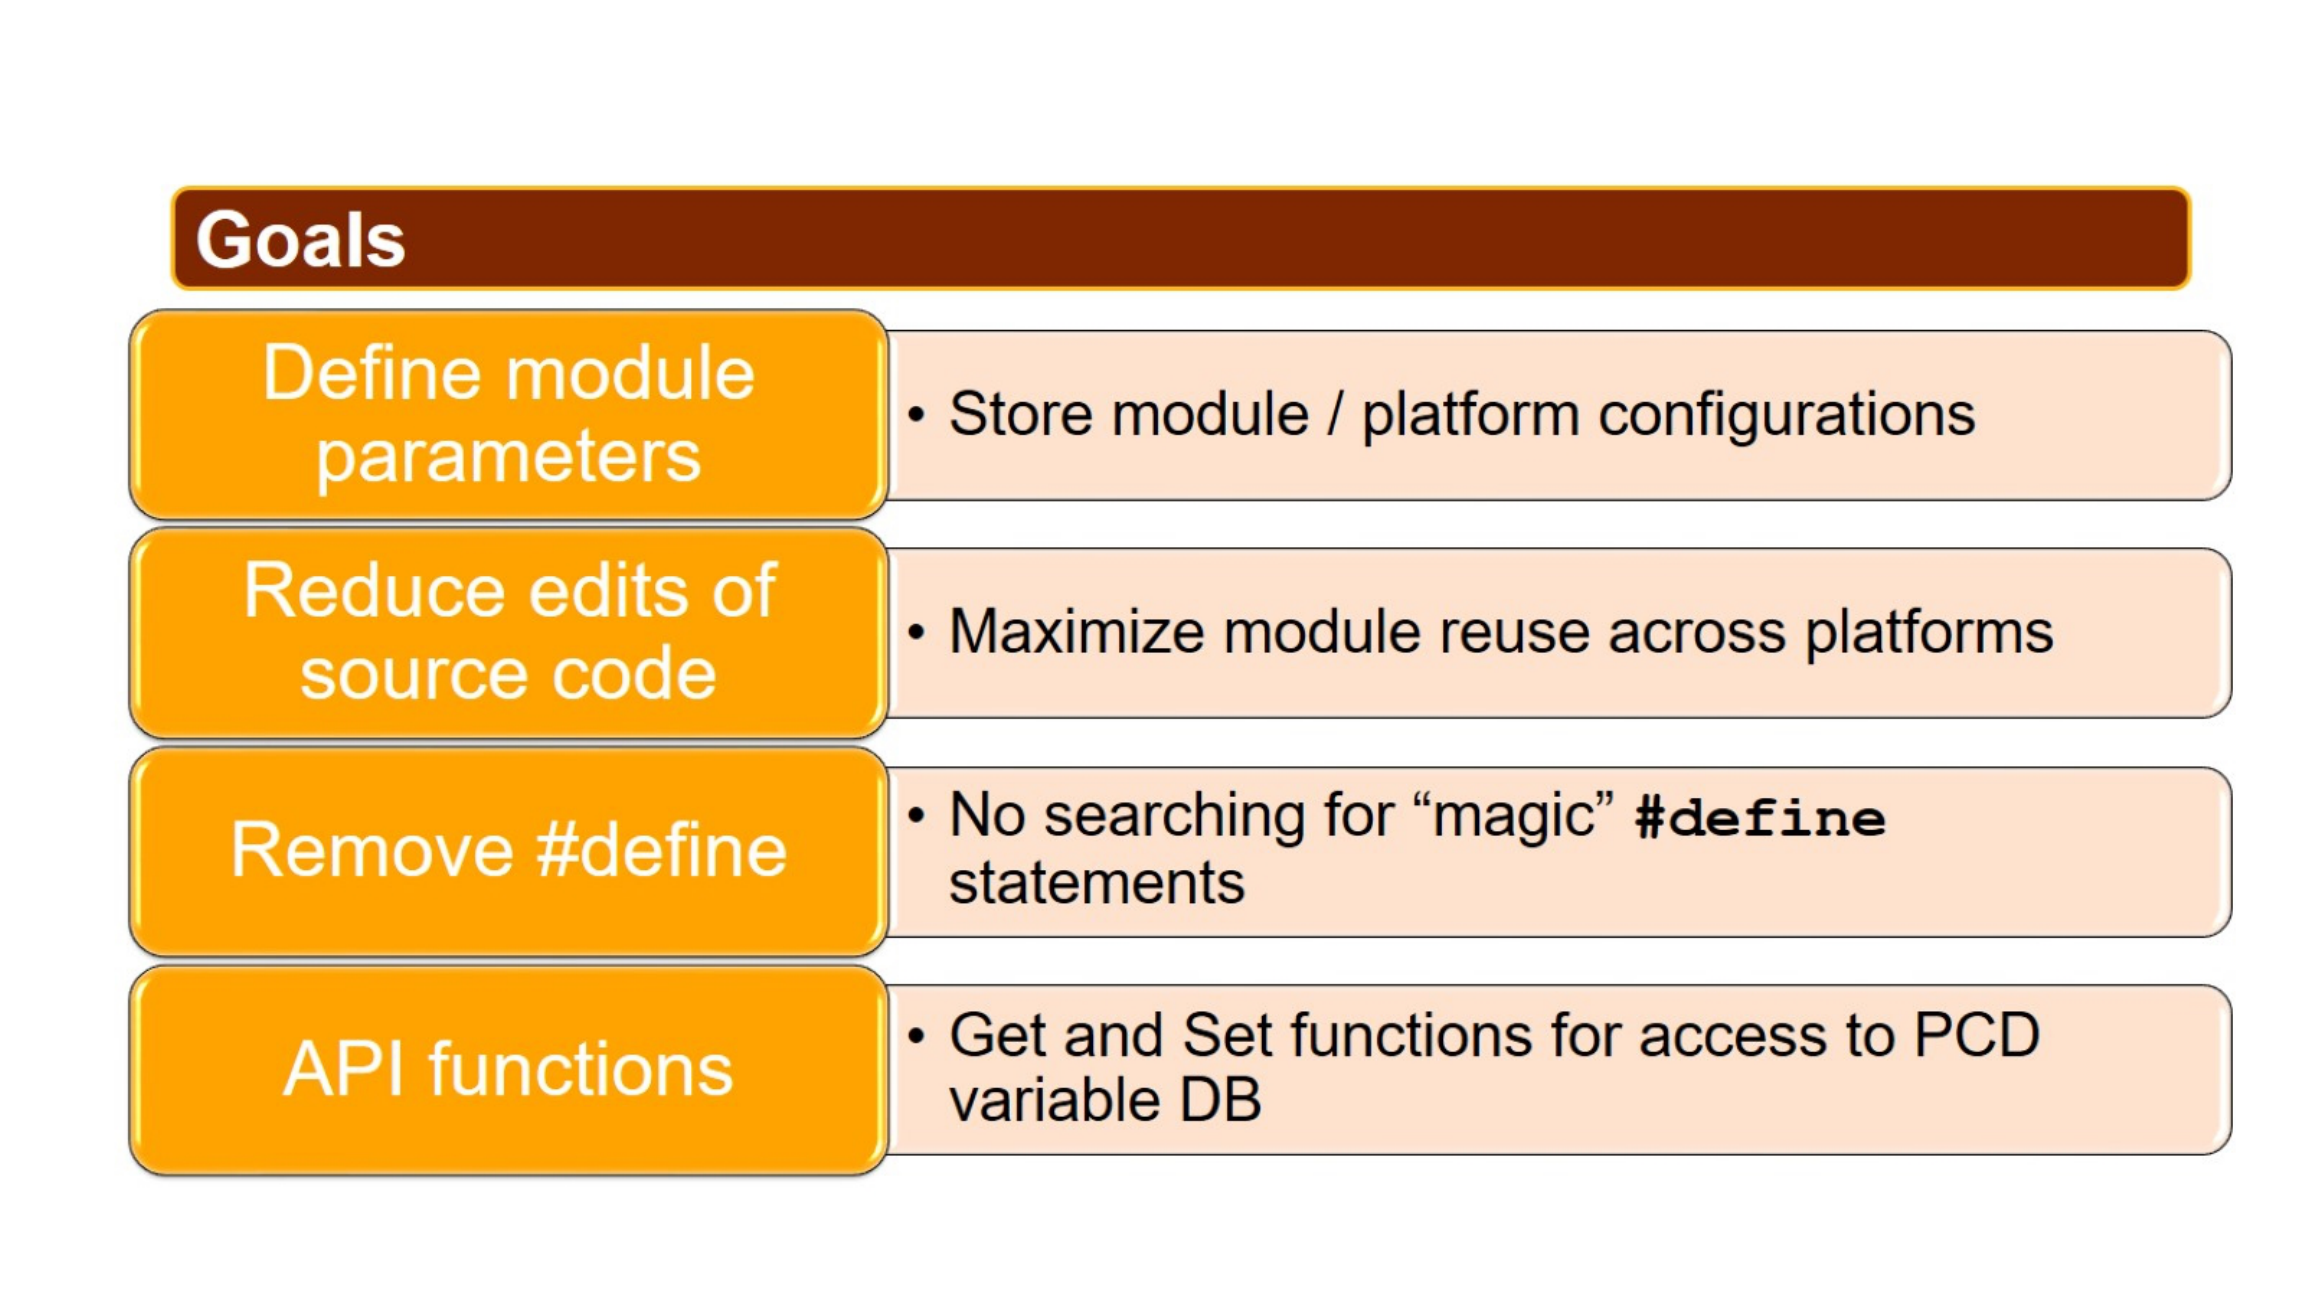 Goals
Define module
parameters
• Store module / platform configurations
Reduce edits of
source code
• Maximize module reuse across platforms
Remove #define
• No searching for “magic” #define
statements
API functions
• Get and Set functions for access to PCD
variable DB